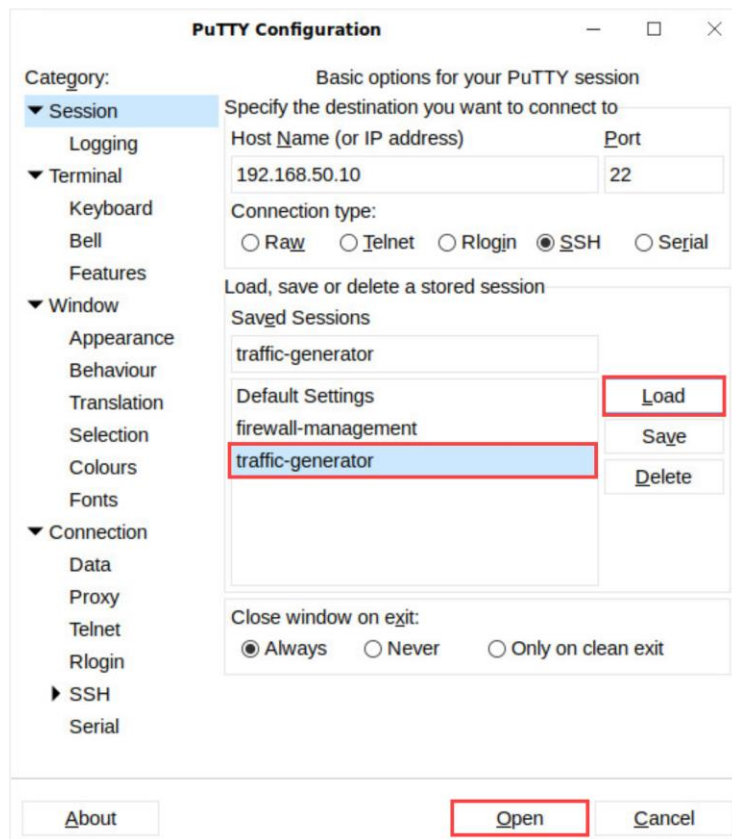 PuTTY Configuration
Category:
Session
Logging
Terminal
Keyboard
Bell
Features
Window
Appearance
Behaviour
Translation
Selection
Colours
Fonts
Connection
Data
Proxy
Telnet
Rlogin
SSH
Serial
Basic options for your PuTTY session
Specify the destination you want to connect to
Host Name (or IP address) Port
192.168.50.10 22
Connection type:
Raw Telnet Rlogin SSH Serial
Load, save or delete a stored session
Saved Sessions
traffic-generator
Default Settings
firewall-management
traffic-generator
Load
Save
Delete
Close window on exit:
Always Never Only on clean exit
About Open Cancel